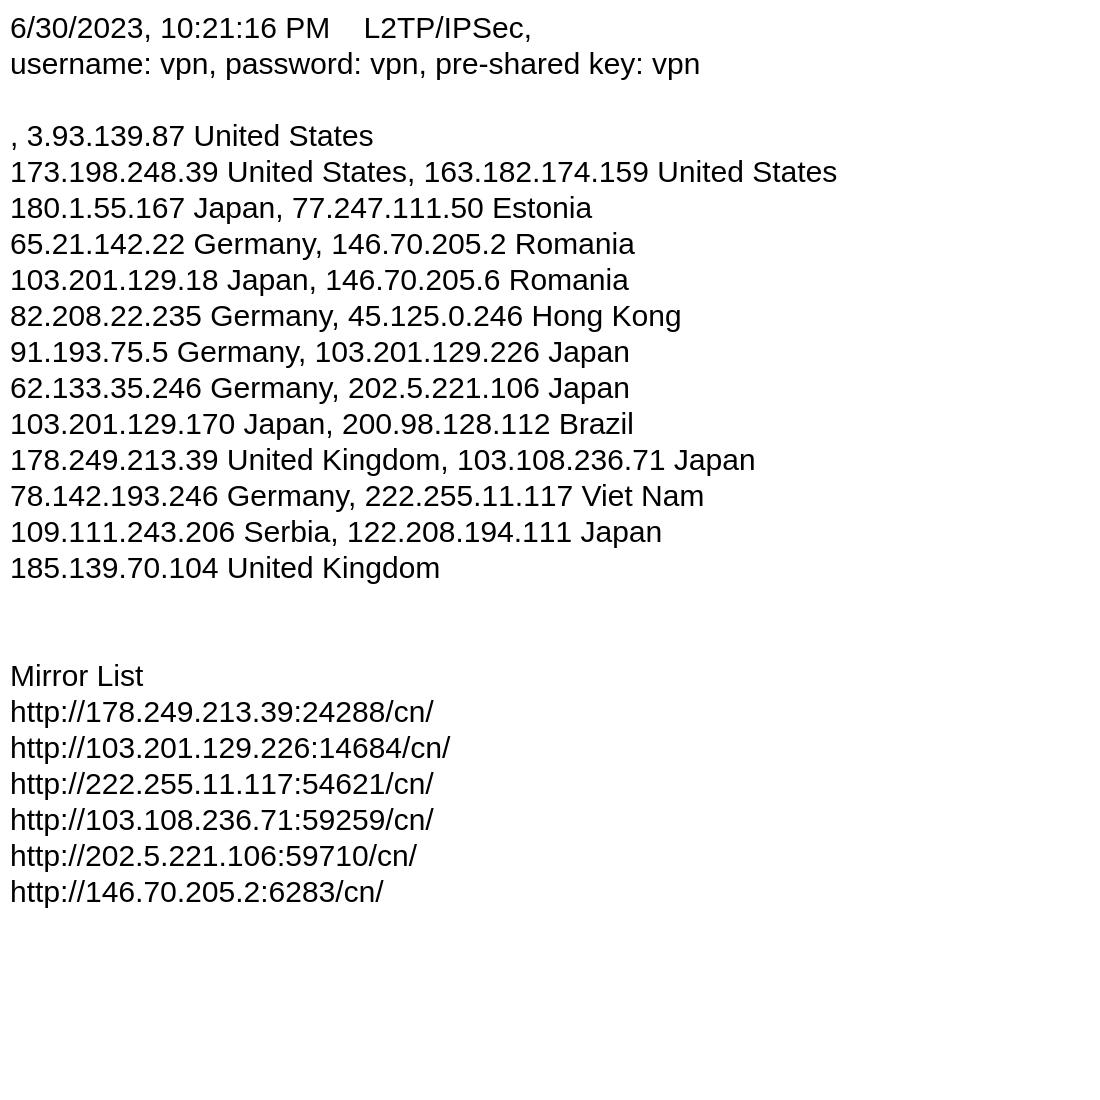 6/30/2023, 10:21:16 PM    L2TP/IPSec,
username: vpn, password: vpn, pre-shared key: vpn

, 3.93.139.87 United States
173.198.248.39 United States, 163.182.174.159 United States
180.1.55.167 Japan, 77.247.111.50 Estonia
65.21.142.22 Germany, 146.70.205.2 Romania
103.201.129.18 Japan, 146.70.205.6 Romania
82.208.22.235 Germany, 45.125.0.246 Hong Kong
91.193.75.5 Germany, 103.201.129.226 Japan
62.133.35.246 Germany, 202.5.221.106 Japan
103.201.129.170 Japan, 200.98.128.112 Brazil
178.249.213.39 United Kingdom, 103.108.236.71 Japan
78.142.193.246 Germany, 222.255.11.117 Viet Nam
109.111.243.206 Serbia, 122.208.194.111 Japan
185.139.70.104 United Kingdom

Mirror List
http://178.249.213.39:24288/cn/
http://103.201.129.226:14684/cn/
http://222.255.11.117:54621/cn/
http://103.108.236.71:59259/cn/
http://202.5.221.106:59710/cn/
http://146.70.205.2:6283/cn/